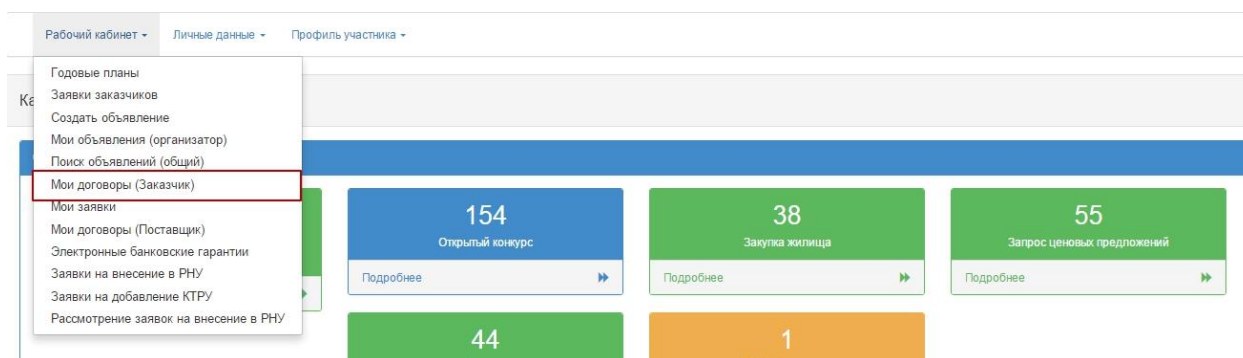 Рабочий кабинет Личные данные Профиль участника
Годовые планы
Ка
Заявки заказчиков
Создать объявление
Мои объявления (организатор)
Поиск объявлений (общий)
Мои договоры (Заказчик)
Мои заявки
Мои договоры (Поставщик)
Электронные банковские гарантии
Заявки на внесение в РНУ
Заявки на добавление КТРУ
Рассмотрение заявок на внесение в РНУ
154
Открытый конкурс
Подробнее
38
Закупка жилища
Подробнее
55
Запрос ценовых предложений
Подробнее
44
1